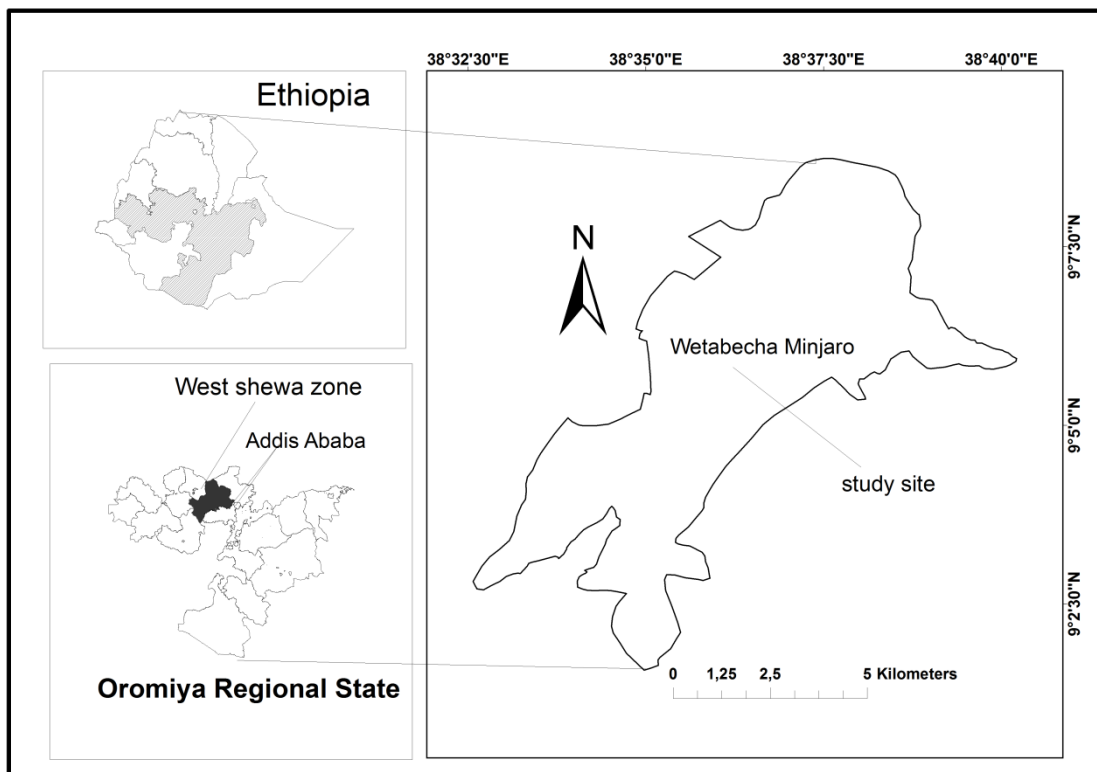 Ethiopia
West shewa zone
Addis Ababa
Oromiya Regional State
38°32'30"E 38°35'0"E 38°37'30"E 38°40'0"E
N
Wetabecha Minjaro
study site
9°7'30"N
9°5'0"N
9°2'30"N
0 1,25 2,5 5 Kilometers